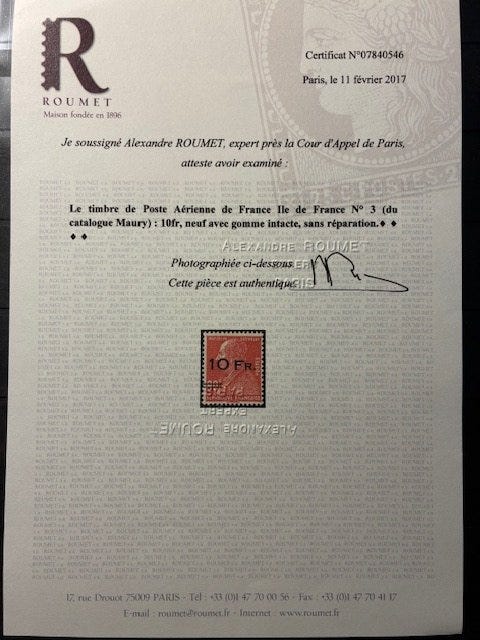 R
ROUMET
Maison fondée en 1896
Certificat N°07840546
Paris, le 11 février 2017
Je soussigné Alexandre ROUMET, expert près la Cour d'Appel de Paris,
atteste avoir examiné :
Le timbre de Poste Aérienne de France Ile de France N° 3 (du
catalogue Maury) : 10fr, neuf avec gomme intacte, sans réparation.♦ ♦
♦ ♦
ALEXANDRE ROUMET
Photographiée ci-dessous
EXPERT
Cette pièce est authentique
PARIS
10 FR.
PARIS
EXPERT
ALEXANDRE ROUMET
17, rue Drouot 75009 PARIS - Tél : +33 (0)1 47 70 00 56 - Fax : +33 (0)1 47 70 41 17
E-mail : roumet@roumet.fr - Internet : www.roumet.fr